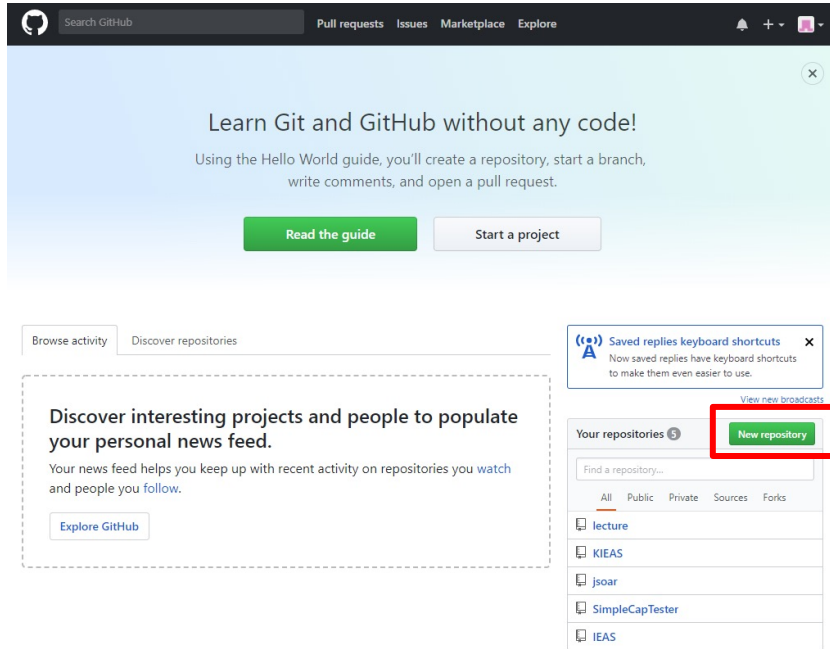 Search GitHub
Pull requests Issues Marketplace Explore
Learn Git and GitHub without any code!
Using the Hello World guide, you'll create a repository, start a branch,
write comments, and open a pull request.
Read the guide
Start a project
Browse activity
Discover repositories
Discover interesting projects and people to populate
your personal news feed.
Your news feed helps you keep up with recent activity on repositories you watch
and people you follow.
Explore GitHub
Saved replies keyboard shortcuts
Now saved replies have keyboard shortcuts
to make them even easier to use.
View new broadcasts
Your repositories 5
New repository
Find a repository...
All Public Private Sources Forks
lecture
KIEAS
jsoar
SimpleCapTester
IEAS